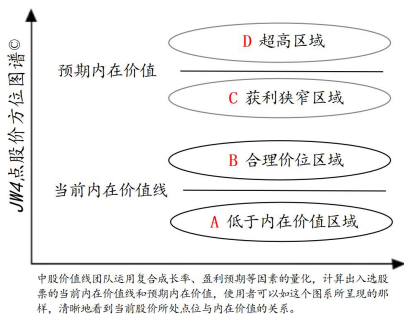 JW4点股价方位图谱©
D 超高区域
预期内在价值
C 获利狭窄区域
B 合理价位区域
当前内在价值线
A 低于内在价值区域
中股价值线团队运用复合成长率、盈利预期等因素的量化，计算出入选股
票的当前内在价值线和预期内在价值，使用者可以如这个图系所呈现的那
样，清晰地看到当前股价所处点位与内在价值的关系。